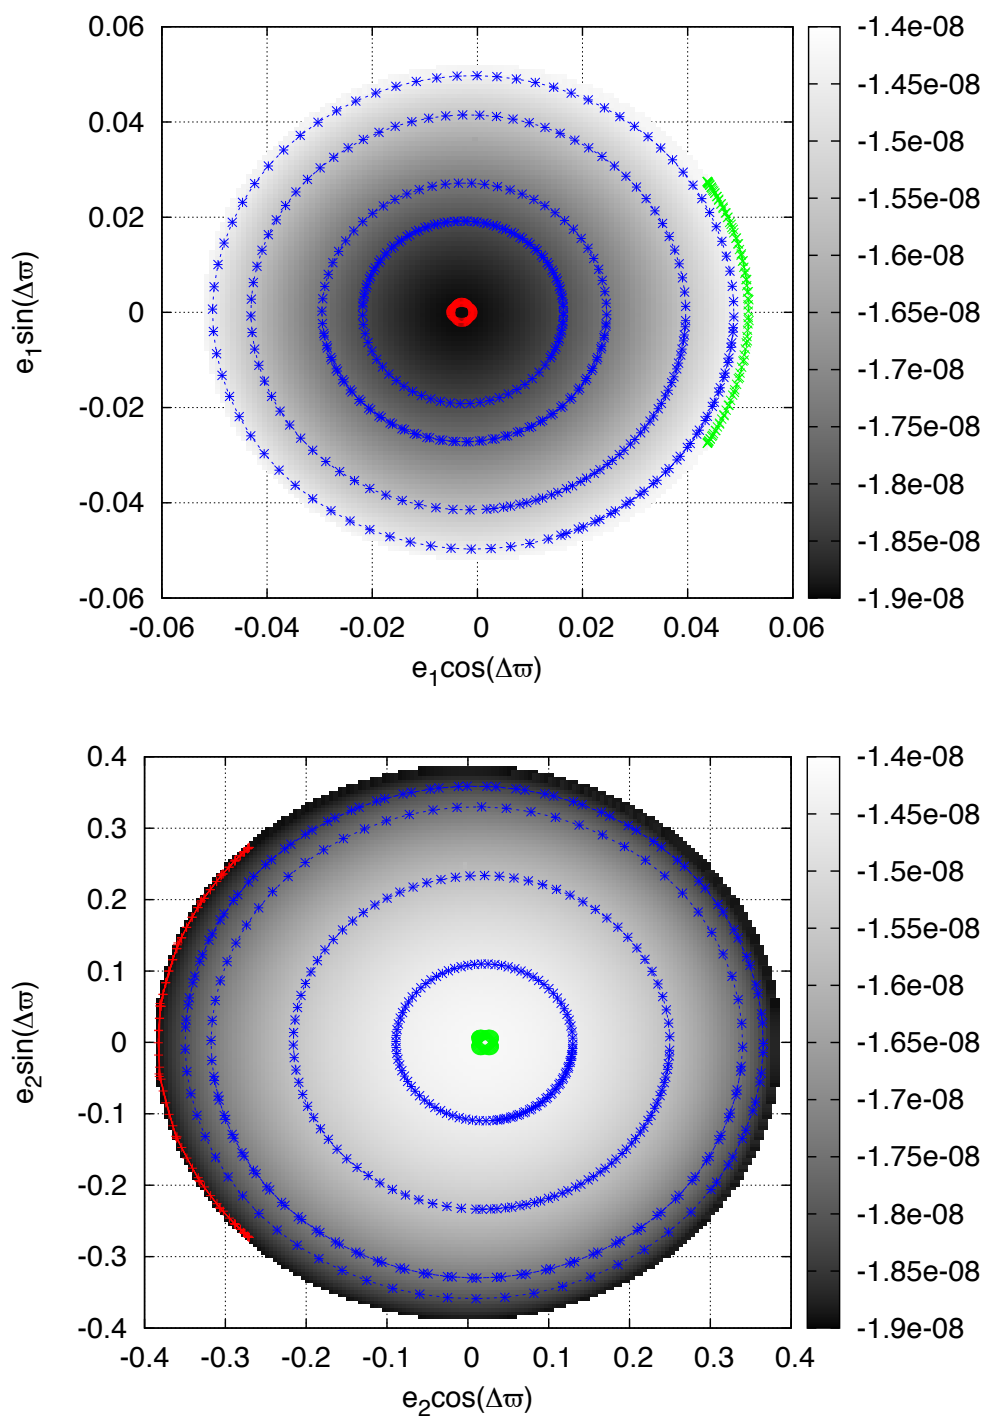 0.06
0.04
0.02
0
-0.02
-0.04
-0.06
e₁sin(Δϖ)
-0.06 -0.04 -0.02 0 0.02 0.04 0.06
e₁cos(Δϖ)
-1.4e-08
-1.45e-08
-1.5e-08
-1.55e-08
-1.6e-08
-1.65e-08
-1.7e-08
-1.75e-08
-1.8e-08
-1.85e-08
-1.9e-08
0.4
0.3
0.2
0.1
0
-0.1
-0.2
-0.3
-0.4
e₂sin(Δϖ)
-0.4 -0.3 -0.2 -0.1 0 0.1 0.2 0.3 0.4
e₂cos(Δϖ)
-1.4e-08
-1.45e-08
-1.5e-08
-1.55e-08
-1.6e-08
-1.65e-08
-1.7e-08
-1.75e-08
-1.8e-08
-1.85e-08
-1.9e-08